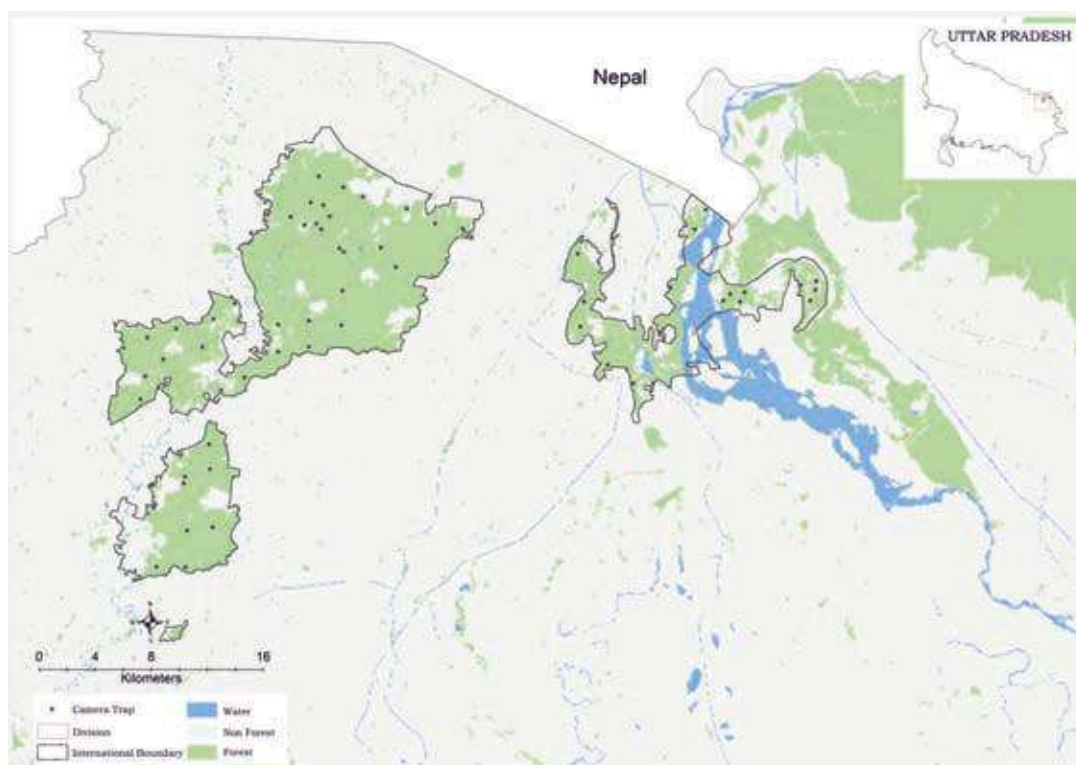 UTTAR PRADESH
Nepal
0 4 8 16
Kilometers
Camera Trap
Division
International Boundary
Water
Non Forest
Forest